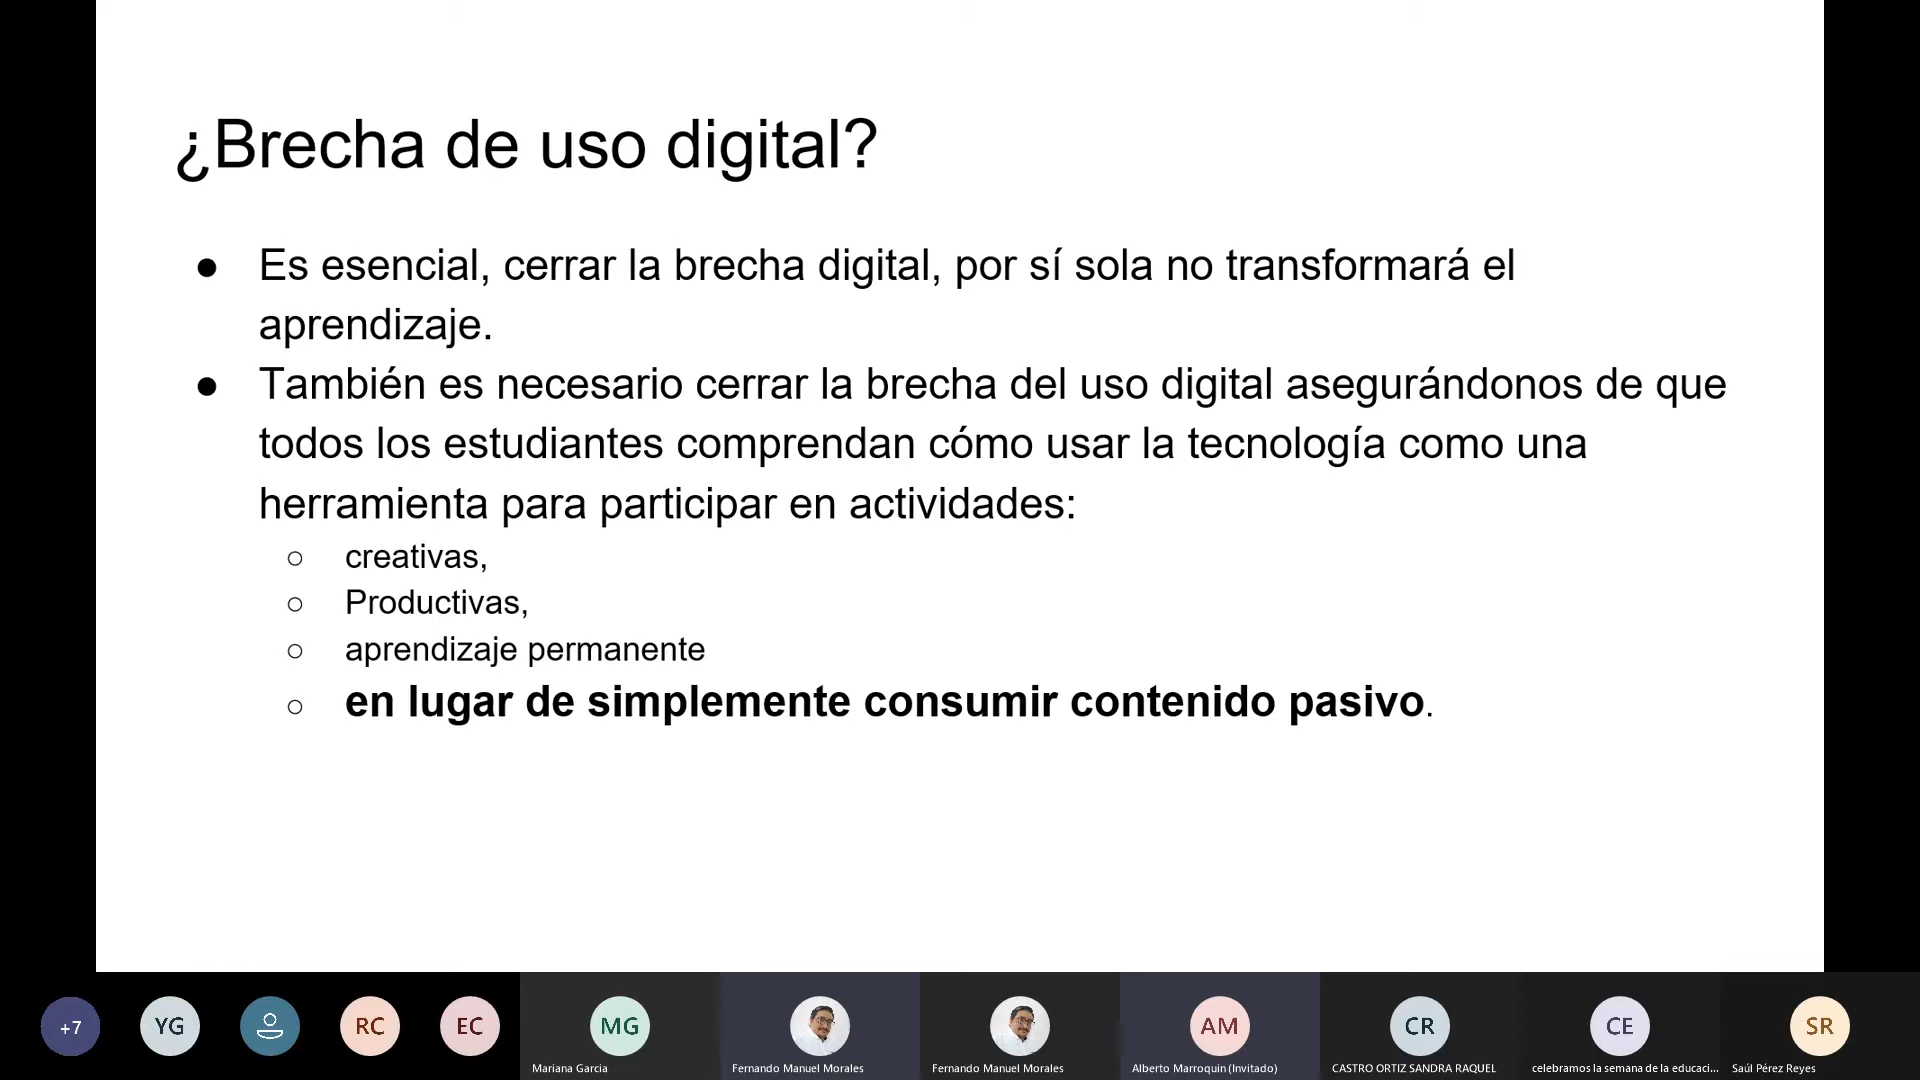 ¿Brecha de uso digital?
● Es esencial, cerrar la brecha digital, por sí sola no transformará el
aprendizaje.
● También es necesario cerrar la brecha del uso digital asegurándonos de que
todos los estudiantes comprendan cómo usar la tecnología como una
herramienta para participar en actividades:
○ creativas,
○ Productivas,
○ aprendizaje permanente
○ en lugar de simplemente consumir contenido pasivo.
+7 YG RC EC MG AM CR CE SR
Mariana Garcia Fernando Manuel Morales Fernando Manuel Morales Alberto Marroquin (Invitado) CASTRO ORTIZ SANDRA RAQUEL celebramos la semana de la educaci... Saúl Pérez Reyes